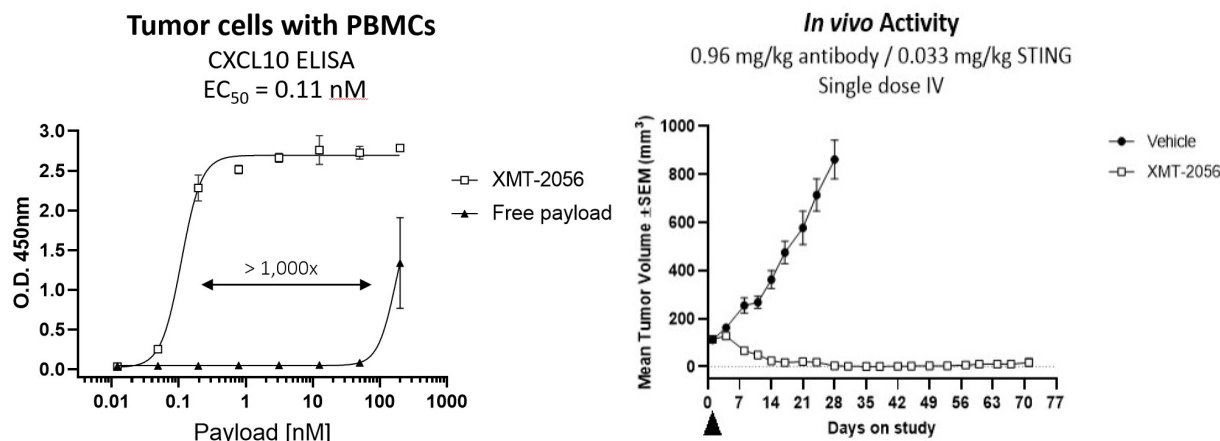 Tumor cells with PBMCs
CXCL10 ELISA
EC50 = 0.11 nM
O.D. 450nm
3.0
2.5
2.0
1.5
1.0
0.5
0.0
> 1,000x
0.01
0.1
1
10
100
1000
Payload [nM]
XMT-2056
Free payload
In vivo Activity
0.96 mg/kg antibody / 0.033 mg/kg STING
Single dose IV
Mean Tumor Volume ±SEM (mm³)
1000
800
600
400
200
0
0
7
14
21
28
35
42
49
56
63
70
77
Days on study
Vehicle
XMT-2056